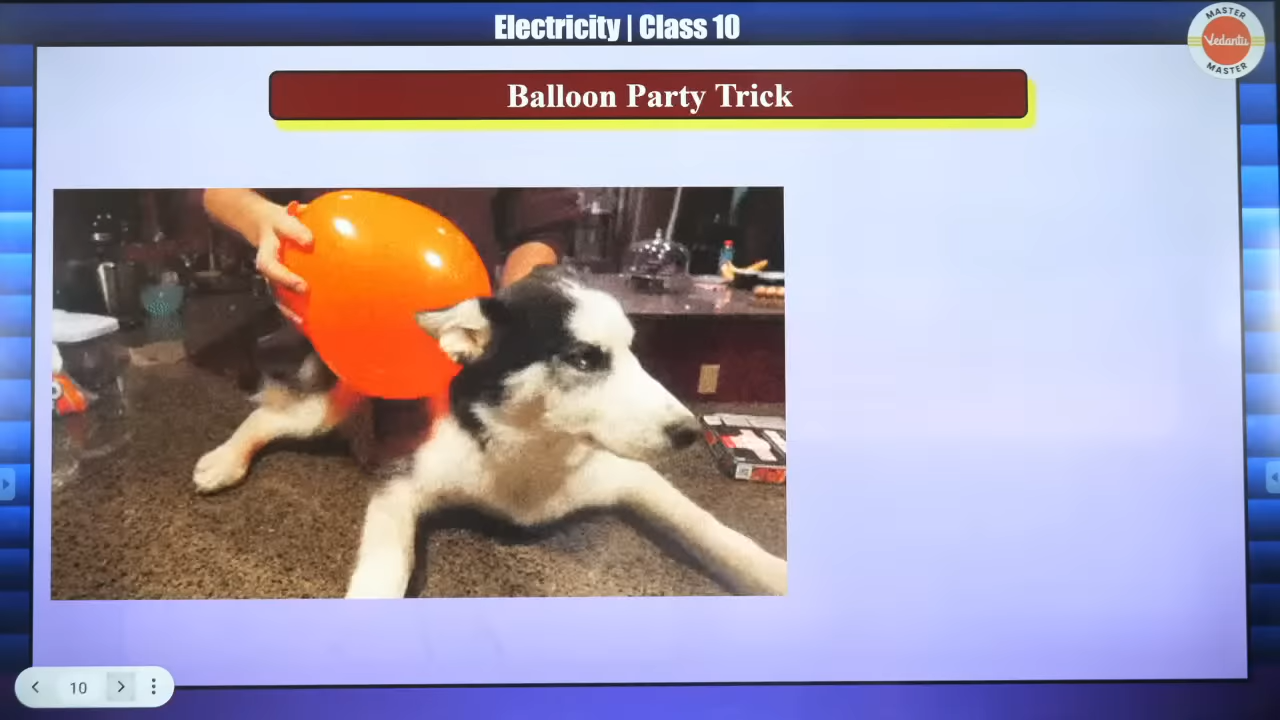 Electricity | Class 10
MASTER
Vedantu
MASTER
Balloon Party Trick
10